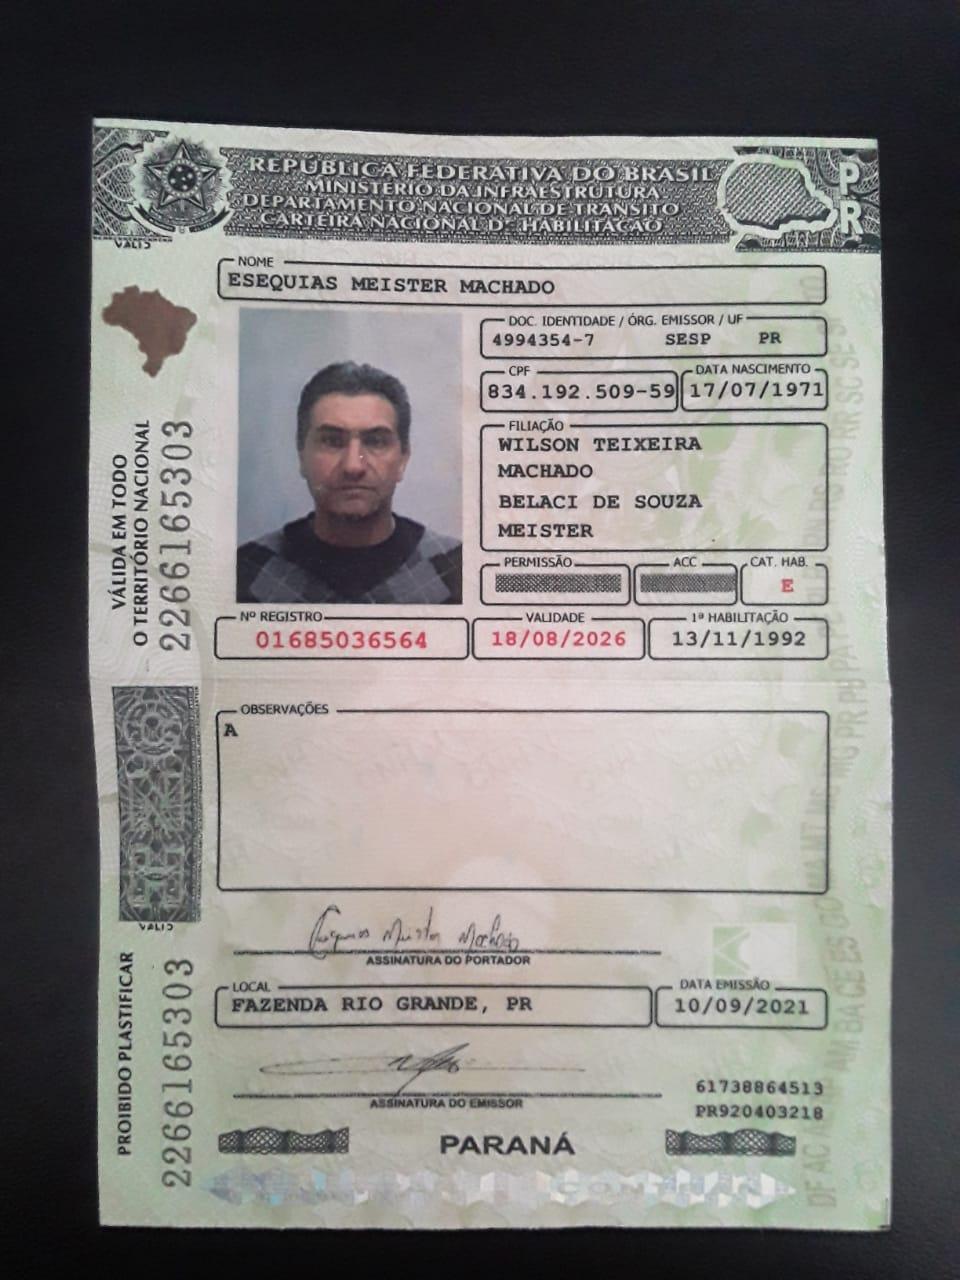 REPÚBLICA FEDERATIVA DO BRASIL
MINISTÉRIO DA INFRAESTRUTURA
DEPARTAMENTO NACIONAL DE TRÂNSITO
CARTEIRA NACIONAL DE HABILITAÇÃO
PR
VALID
NOME
ESEQUIAS MEISTER MACHADO
DOC. IDENTIDADE / ÓRG. EMISSOR / UF
4994354-7 SESP PR
CPF
834.192.509-59
DATA NASCIMENTO
17/07/1971
FILIAÇÃO
WILSON TEIXEIRA
MACHADO
BELACI DE SOUZA
MEISTER
PERMISSÃO
ACC
CAT. HAB.
E
Nº REGISTRO
01685036564
VALIDADE
18/08/2026
1ª HABILITAÇÃO
13/11/1992
VÁLIDA EM TODO
O TERRITÓRIO NACIONAL
2266165303
OBSERVAÇÕES
A
VALID
Esequias Meister Machado
ASSINATURA DO PORTADOR
LOCAL
FAZENDA RIO GRANDE, PR
DATA EMISSÃO
10/09/2021
ASSINATURA DO EMISSOR
61738864513
PR920403218
PARANÁ
PROIBIDO PLASTIFICAR
2266165303